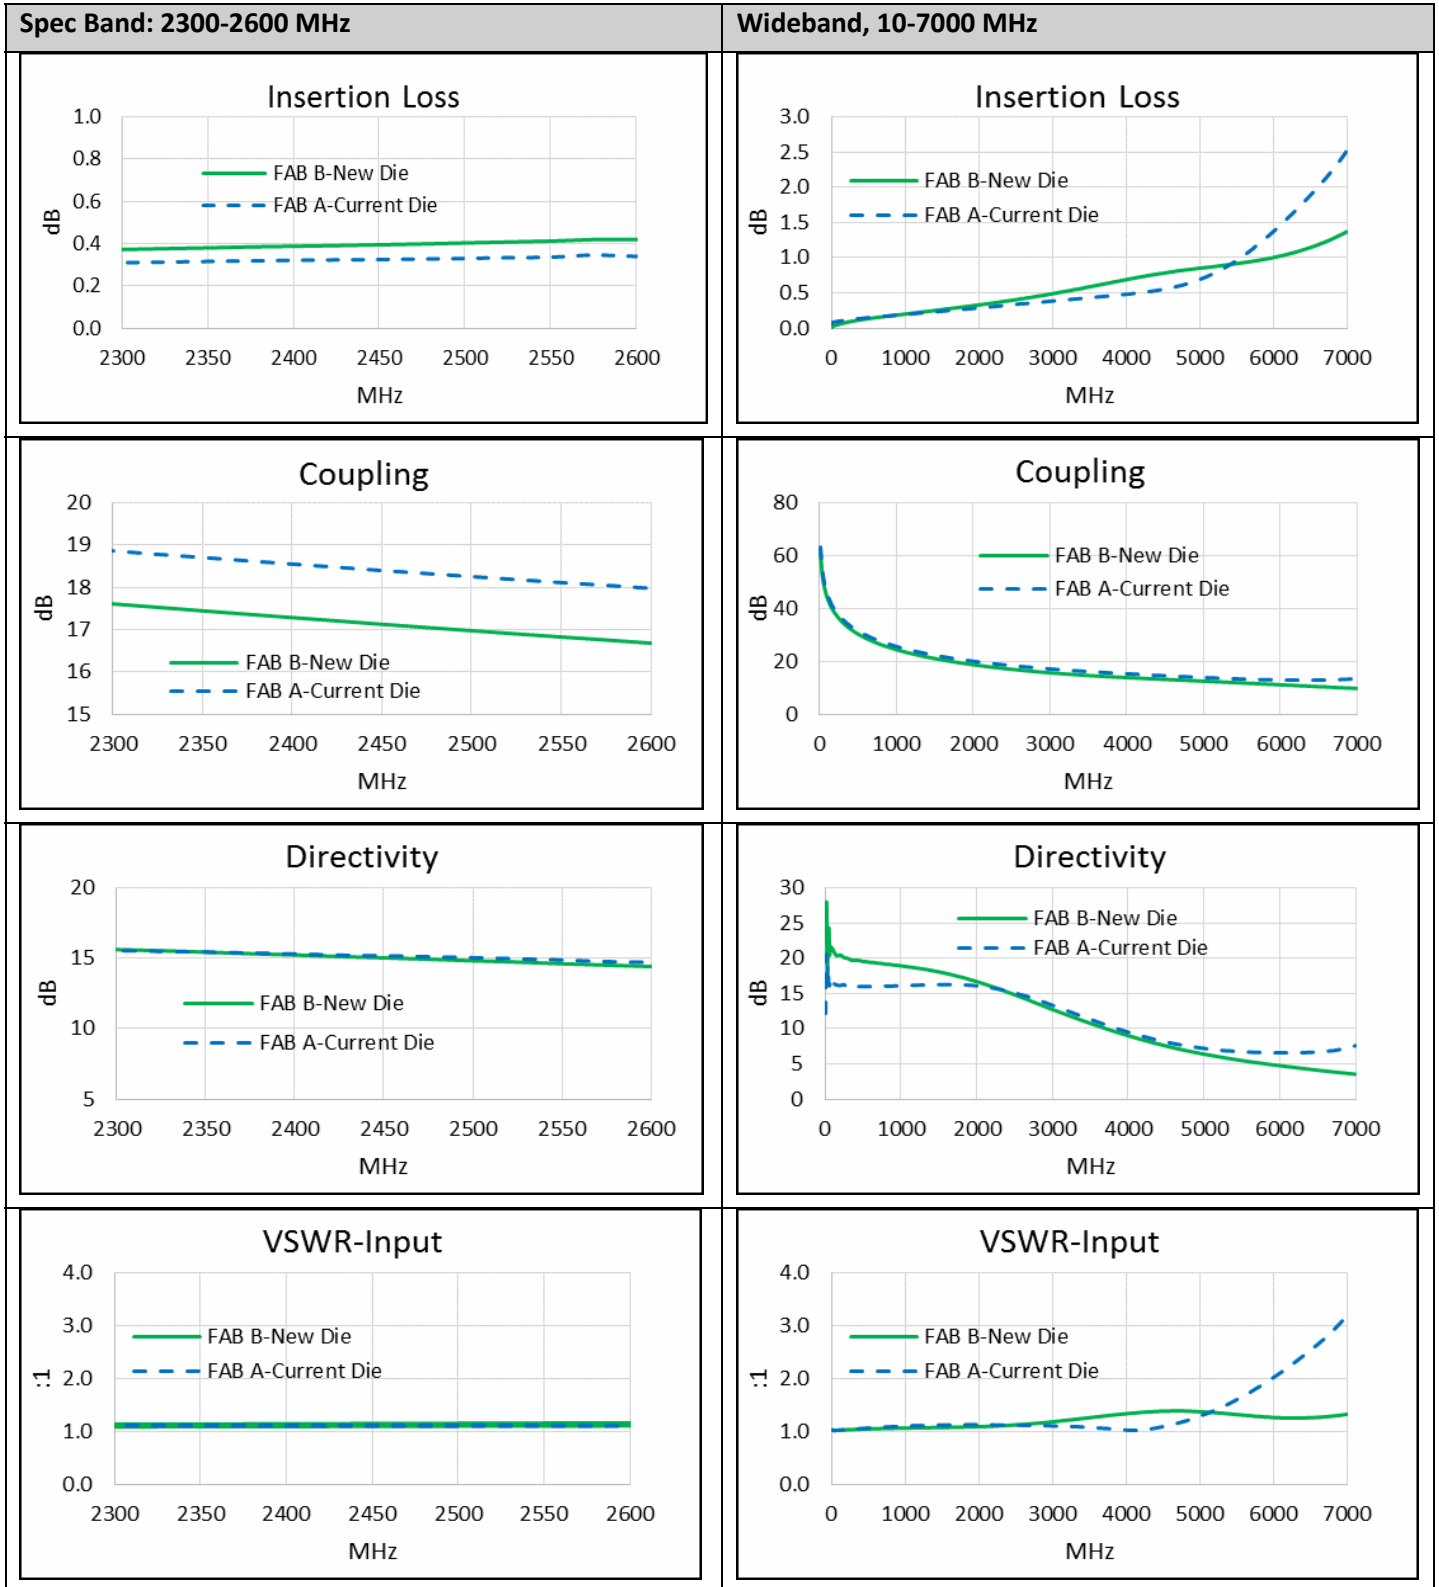 Spec Band: 2300-2600 MHz
Wideband, 10-7000 MHz
Insertion Loss
1.0
0.8
0.6
0.4
0.2
0.0
dB
FAB B-New Die
FAB A-Current Die
2300 2350 2400 2450 2500 2550 2600
MHz
Insertion Loss
3.0
2.5
2.0
1.5
1.0
0.5
0.0
dB
FAB B-New Die
FAB A-Current Die
0 1000 2000 3000 4000 5000 6000 7000
MHz
Coupling
20
19
18
17
16
15
dB
FAB B-New Die
FAB A-Current Die
2300 2350 2400 2450 2500 2550 2600
MHz
Coupling
80
60
40
20
0
dB
FAB B-New Die
FAB A-Current Die
0 1000 2000 3000 4000 5000 6000 7000
MHz
Directivity
20
15
10
5
dB
FAB B-New Die
FAB A-Current Die
2300 2350 2400 2450 2500 2550 2600
MHz
Directivity
30
25
20
15
10
5
0
dB
FAB B-New Die
FAB A-Current Die
0 1000 2000 3000 4000 5000 6000 7000
MHz
VSWR-Input
4.0
3.0
2.0
1.0
0.0
:1
FAB B-New Die
FAB A-Current Die
2300 2350 2400 2450 2500 2550 2600
MHz
VSWR-Input
4.0
3.0
2.0
1.0
0.0
:1
FAB B-New Die
FAB A-Current Die
0 1000 2000 3000 4000 5000 6000 7000
MHz